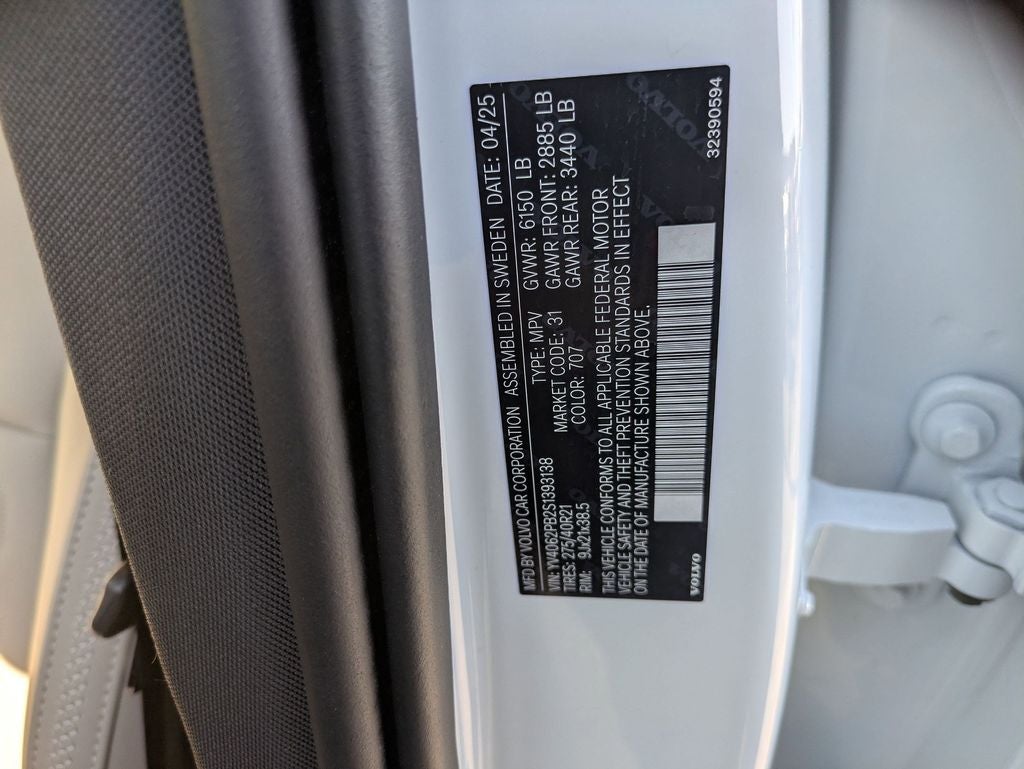 MFD BY VOLVO CAR CORPORATION ASSEMBLED IN SWEDEN DATE: 04/25
VIN: YV4062PB2S1393138 TYPE: MPV GVWR: 6150 LB
TIRES: 275/40R21 MARKET CODE: 31 GAWR FRONT: 2885 LB
RIM: 9Jx21x38.5 COLOR: 707 GAWR REAR: 3440 LB
THIS VEHICLE CONFORMS TO ALL APPLICABLE FEDERAL MOTOR
VEHICLE SAFETY AND THEFT PREVENTION STANDARDS IN EFFECT
ON THE DATE OF MANUFACTURE SHOWN ABOVE.
VOLVO 32390594